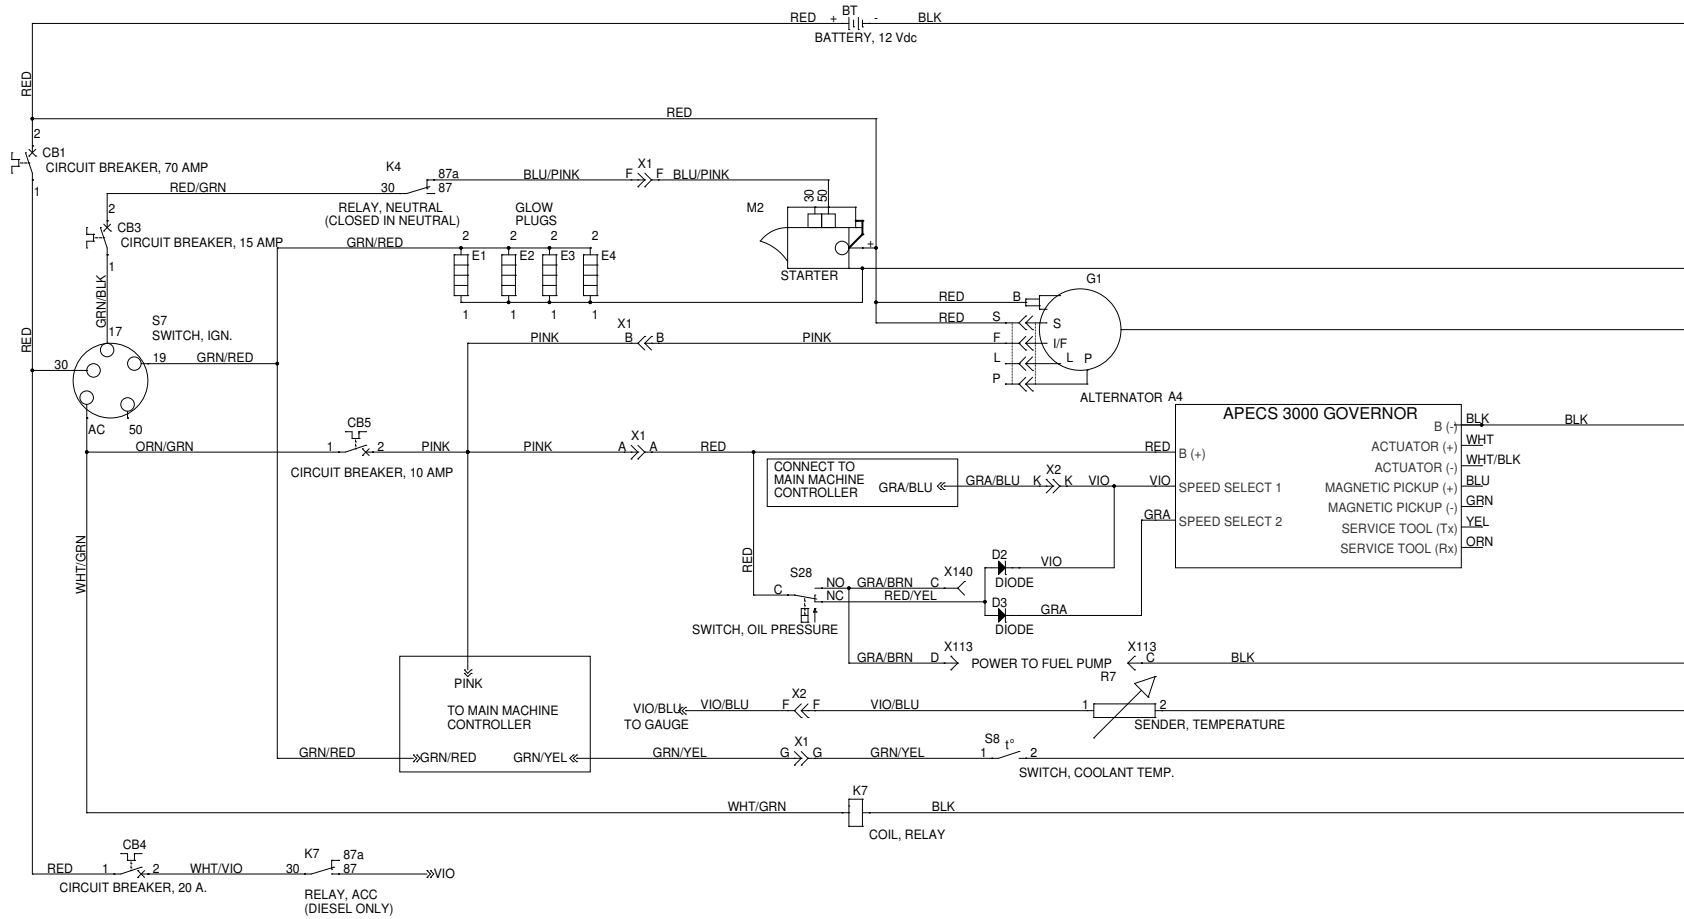 BT
RED + - BLK
BATTERY, 12 Vdc
RED
RED
2
CB1
CIRCUIT BREAKER, 70 AMP
1
RED/GRN
K4
30
87a
87
RELAY, NEUTRAL
(CLOSED IN NEUTRAL)
BLU/PINK
X1
F F
BLU/PINK
30
50
M2
+
STARTER
2
CB3
CIRCUIT BREAKER, 15 AMP
1
GRN/BLK
GRN/RED
GLOW
PLUGS
2 2 2 2
E1 E2 E3 E4
1 1 1 1
G1
RED B
RED S S
PINK
X1
B B
PINK
F I/F
L L P
P
ALTERNATOR
RED
S7
SWITCH, IGN.
17
30
19
GRN/RED
AC 50
ORN/GRN
CB5
1 2
PINK
CIRCUIT BREAKER, 10 AMP
PINK
X1
A A
RED
A4
APECS 3000 GOVERNOR
RED B (+)
VIO SPEED SELECT 1
GRA SPEED SELECT 2
B (-) BLK
BLK
ACTUATOR (+) WHT
ACTUATOR (-) WHT/BLK
MAGNETIC PICKUP (+) BLU
MAGNETIC PICKUP (-) GRN
SERVICE TOOL (Tx) YEL
SERVICE TOOL (Rx) ORN
CONNECT TO
MAIN MACHINE
CONTROLLER
GRA/BLU
GRA/BLU
X2
K K
VIO
WHT/GRN
RED
S28
C
NO GRA/BRN C X140
NC RED/YEL
SWITCH, OIL PRESSURE
D2
VIO
DIODE
D3
GRA
DIODE
GRA/BRN D X113
POWER TO FUEL PUMP
X113
C
BLK
PINK
TO MAIN MACHINE
CONTROLLER
VIO/BLU
TO GAUGE
VIO/BLU
X2
F F
VIO/BLU
R7
1 2
SENDER, TEMPERATURE
GRN/RED
GRN/RED
GRN/YEL
GRN/YEL
X1
G G
GRN/YEL
S8
t°
1 2
SWITCH, COOLANT TEMP.
WHT/GRN
K7
BLK
COIL, RELAY
RED
CB4
1 2
CIRCUIT BREAKER, 20 A.
WHT/VIO
K7
30
87a
87
RELAY, ACC
(DIESEL ONLY)
VIO